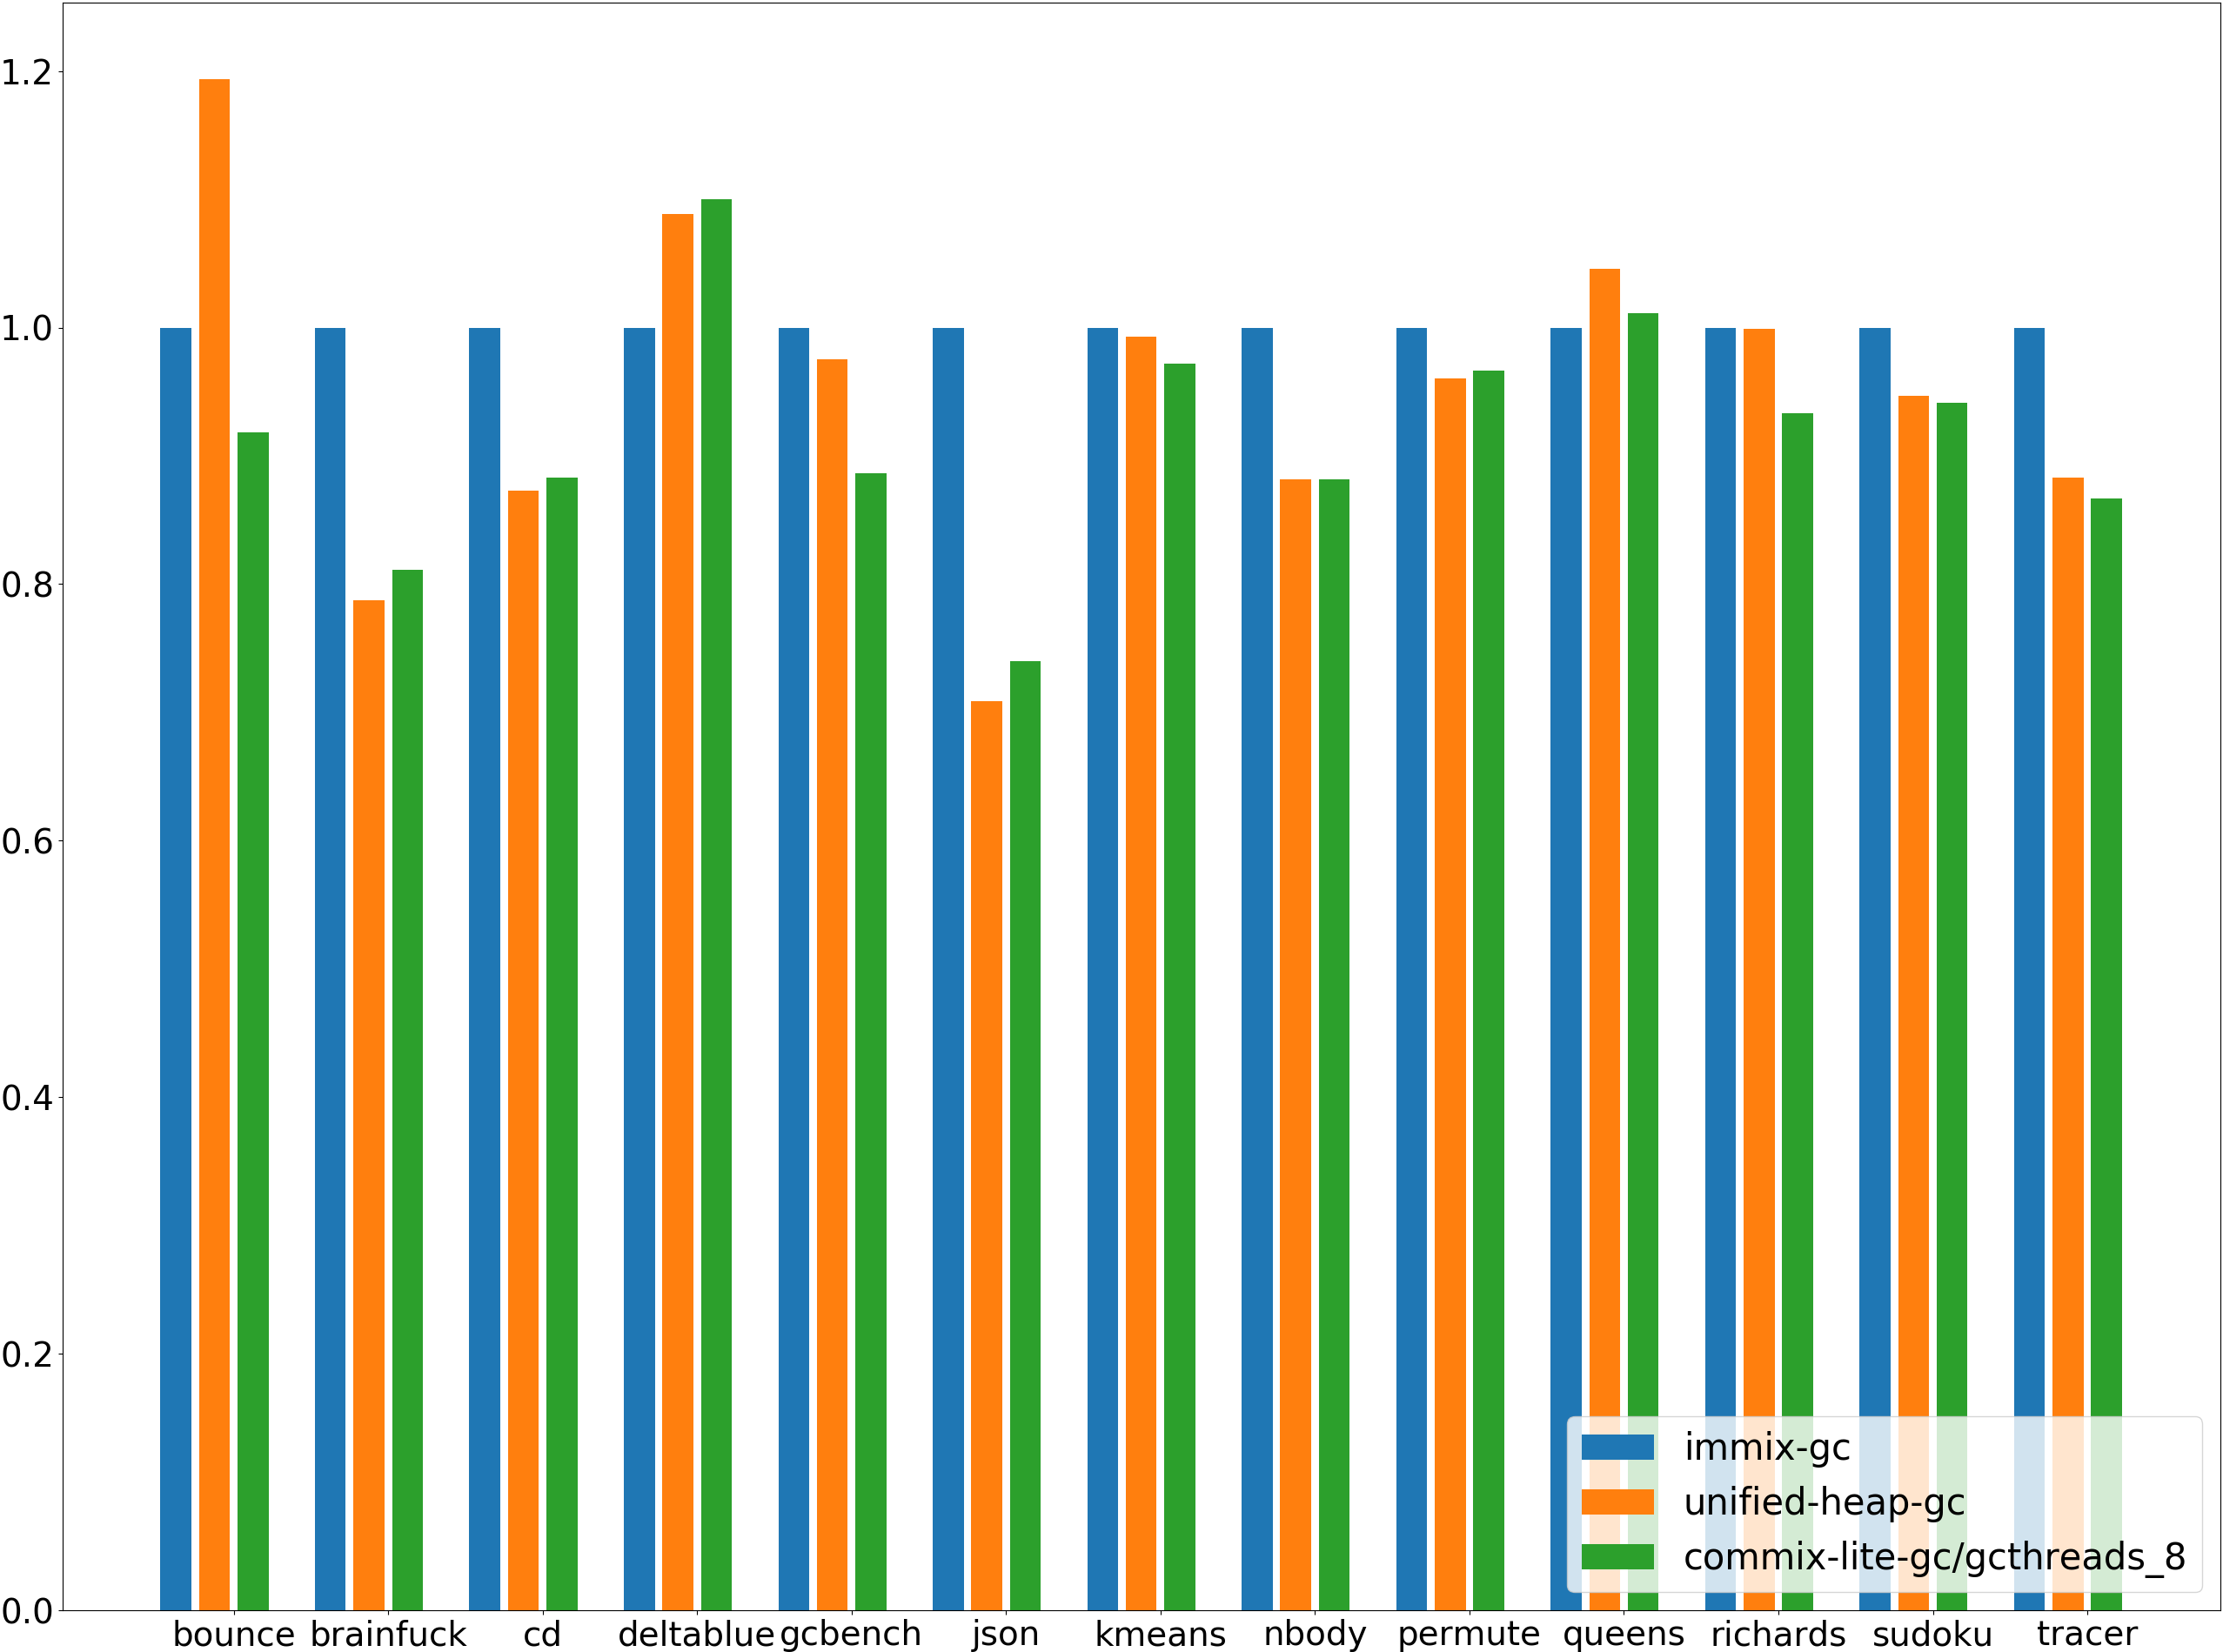 1.2
1.0
0.8
0.6
0.4
0.2
0.0
bounce brainfuck cd deltablue gcbench json kmeans nbody permute queens richards sudoku tracer
immix-gc
unified-heap-gc
commix-lite-gc/gcthreads_8